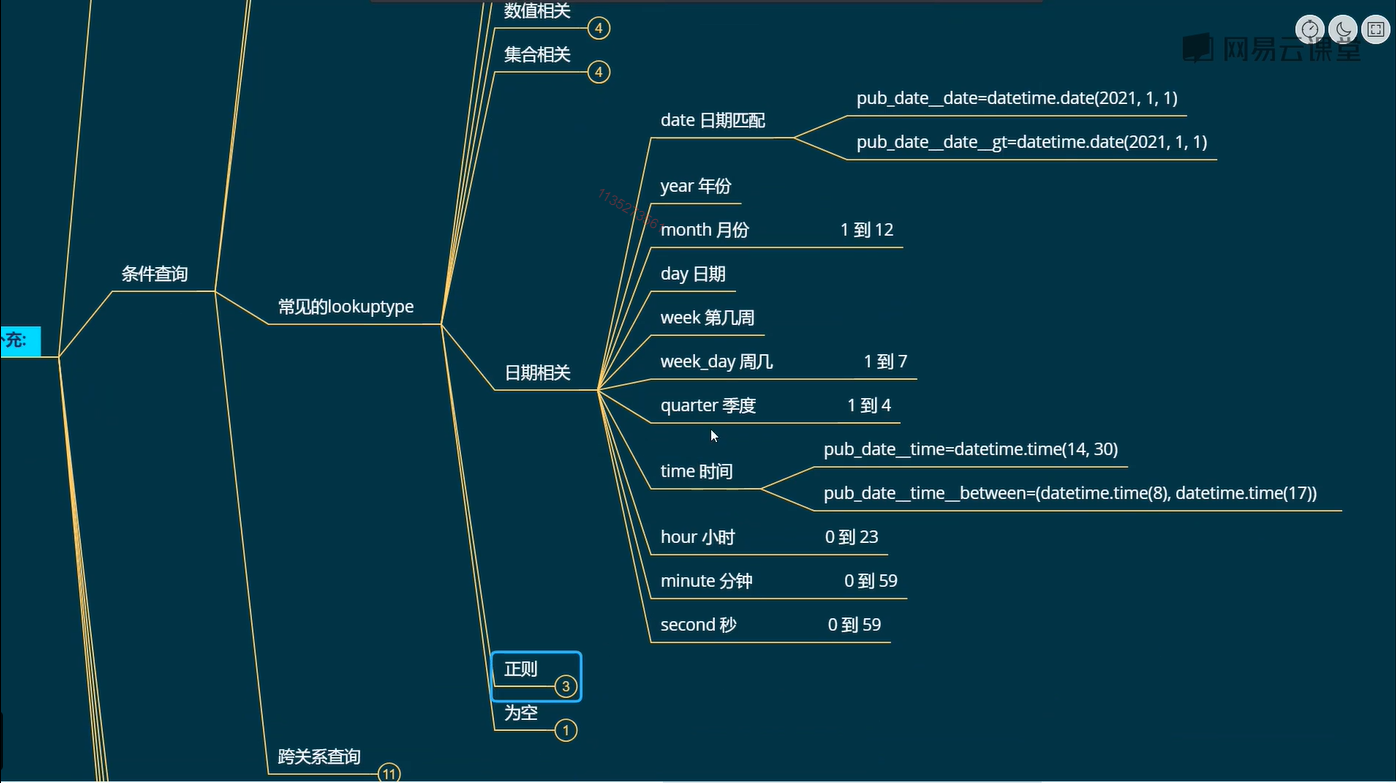 数值相关
4
集合相关
4
网易云课堂
date 日期匹配
pub_date__date=datetime.date(2021, 1, 1)
pub_date__date__gt=datetime.date(2021, 1, 1)
year 年份
month 月份 1 到 12
条件查询
day 日期
常见的lookuptype
week 第几周
充:
week_day 周几 1 到 7
日期相关
quarter 季度 1 到 4
time 时间
pub_date__time=datetime.time(14, 30)
pub_date__time__between=(datetime.time(8), datetime.time(17))
hour 小时 0 到 23
minute 分钟 0 到 59
second 秒 0 到 59
正则
3
为空
1
跨关系查询
11